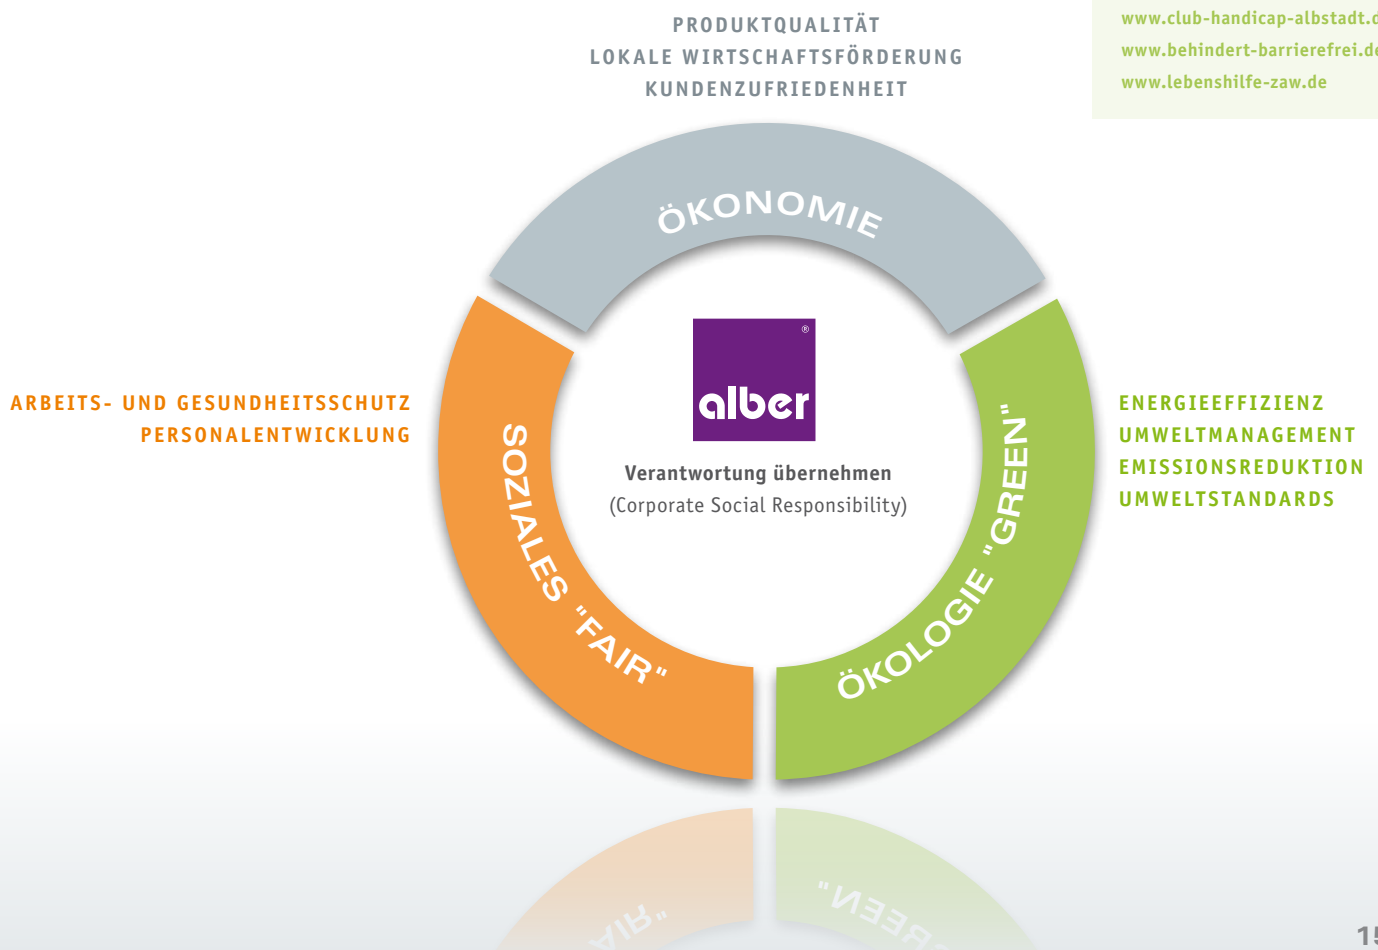 PRODUKTQUALITÄT
LOKALE WIRTSCHAFTSFÖRDERUNG
KUNDENZUFRIEDENHEIT
www.club-handicap-albstadt.d
www.behindert-barrierefrei.de
www.lebenshilfe-zaw.de
ÖKONOMIE
alber
®
Verantwortung übernehmen
(Corporate Social Responsibility)
ARBEITS- UND GESUNDHEITSSCHUTZ
PERSONALENTWICKLUNG
SOZIALES "FAIR"
ÖKOLOGIE "GREEN"
ENERGIEEFFIZIENZ
UMWELTMANAGEMENT
EMISSIONSREDUKTION
UMWELTSTANDARDS
15